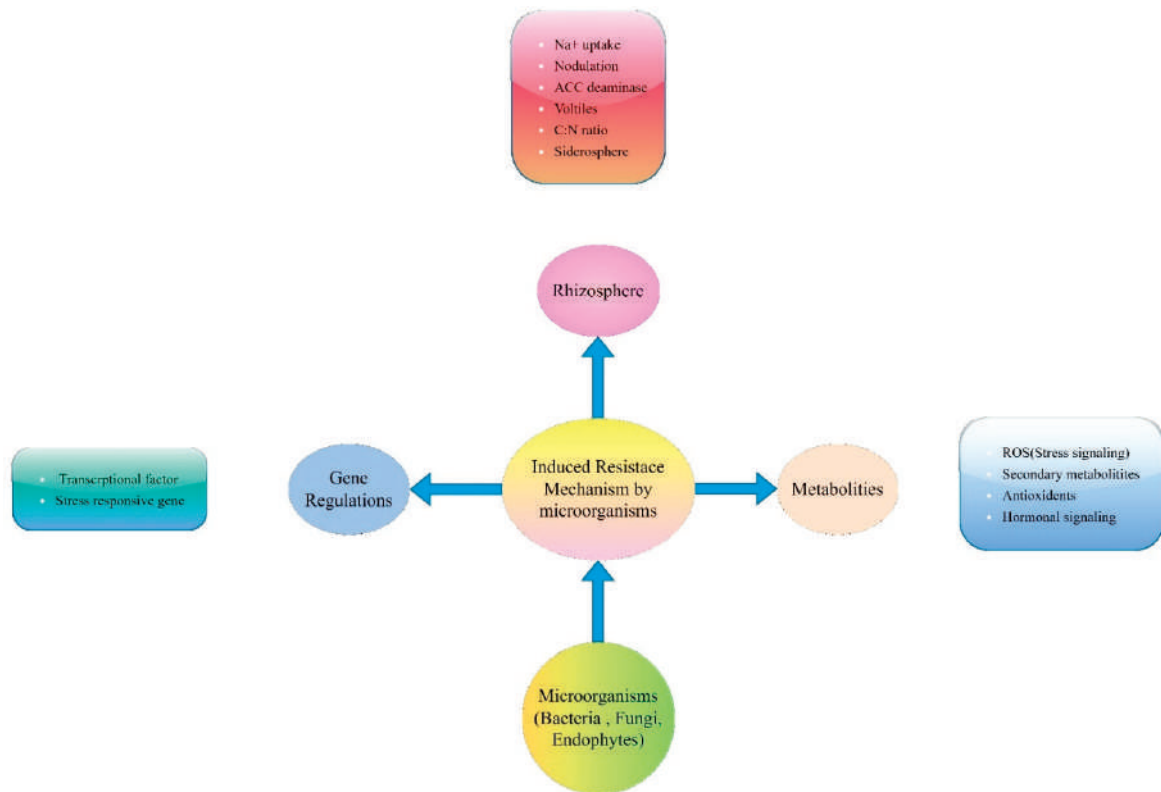 Na+ uptake
Nodulation
ACC deaminase
Voltiles
C:N ratio
Siderosphere
Rhizosphere
Transcrptional factor
Stress responsive gene
Gene
Regulations
Induced Resistace
Mechanism by
microorganisms
Metabolities
ROS(Stress signaling)
Secondary metabolitites
Antioxidents
Hormonal signaling
Microorganisms
(Bacteria , Fungi,
Endophytes)